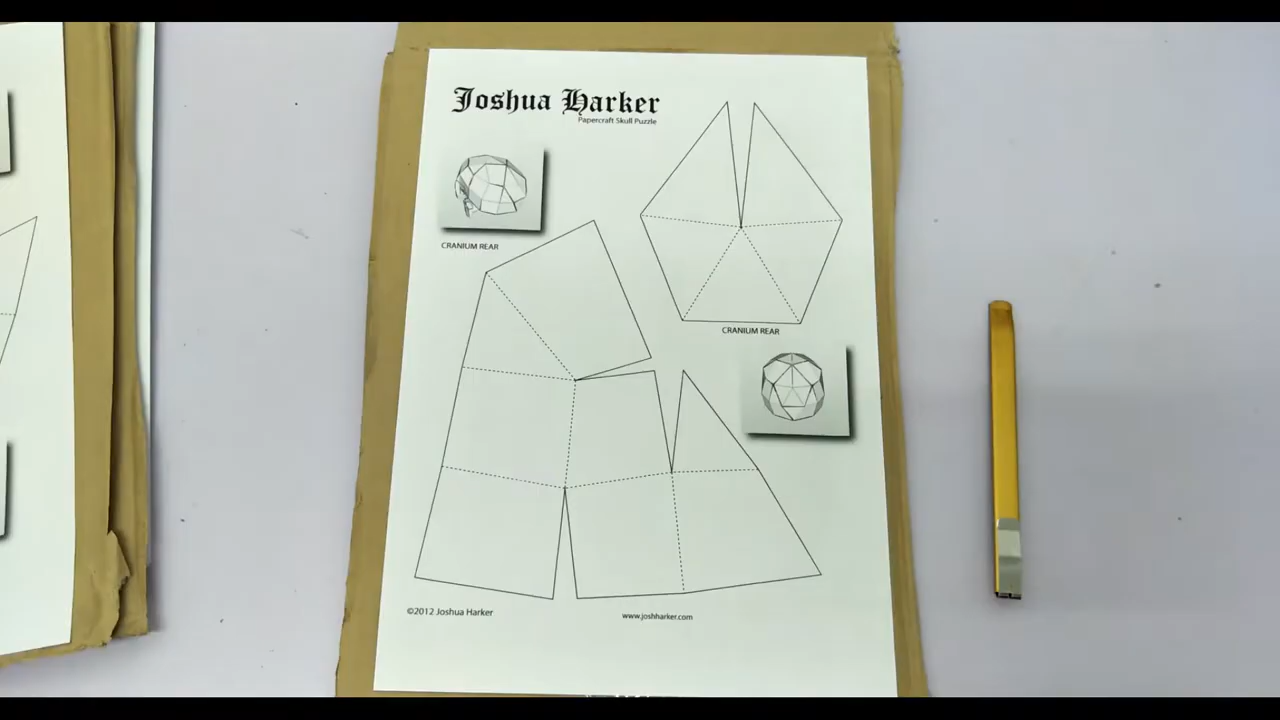 Joshua Harker
Papercraft Skull Puzzle
CRANIUM REAR
CRANIUM REAR
©2012 Joshua Harker
www.joshharker.com